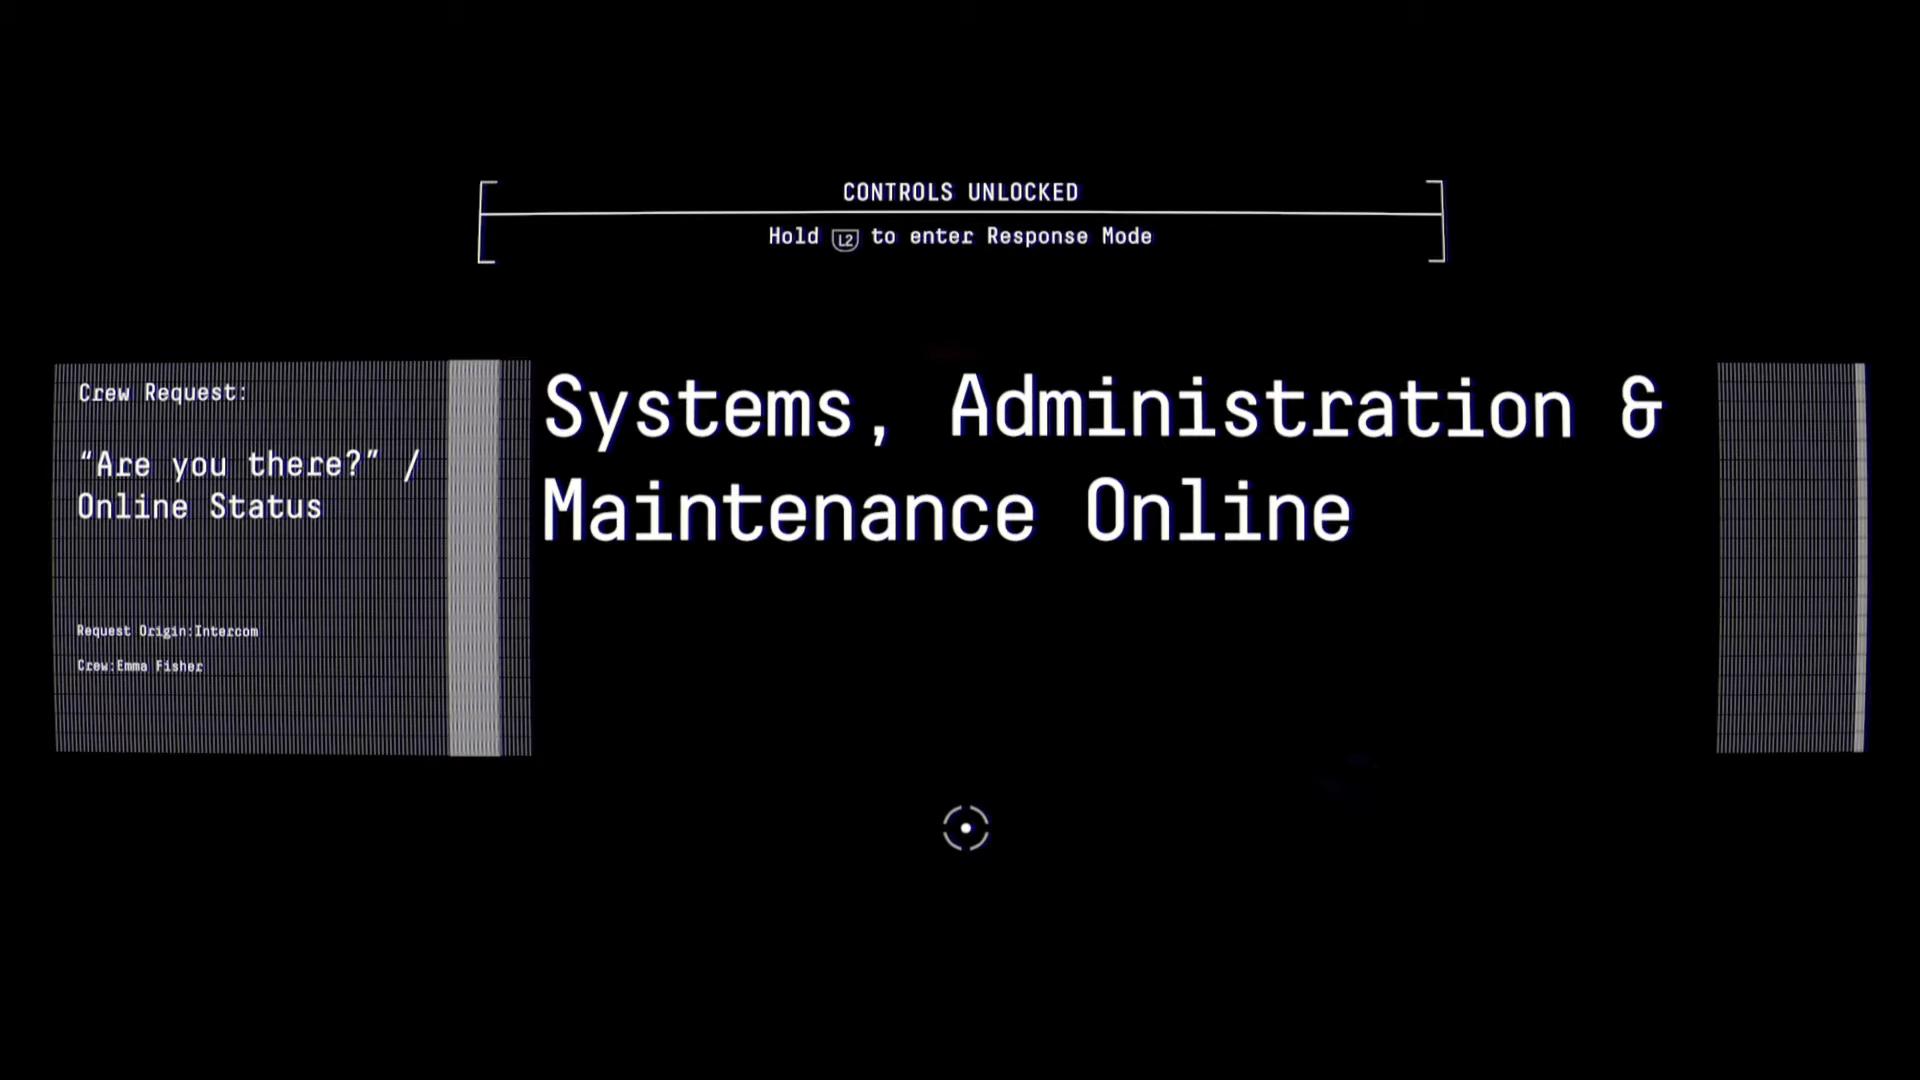 CONTROLS UNLOCKED
Hold L2 to enter Response Mode
Crew Request:
“Are you there?” /
Online Status
Request Origin:Intercom
Crew:Emma Fisher
Systems, Administration &
Maintenance Online